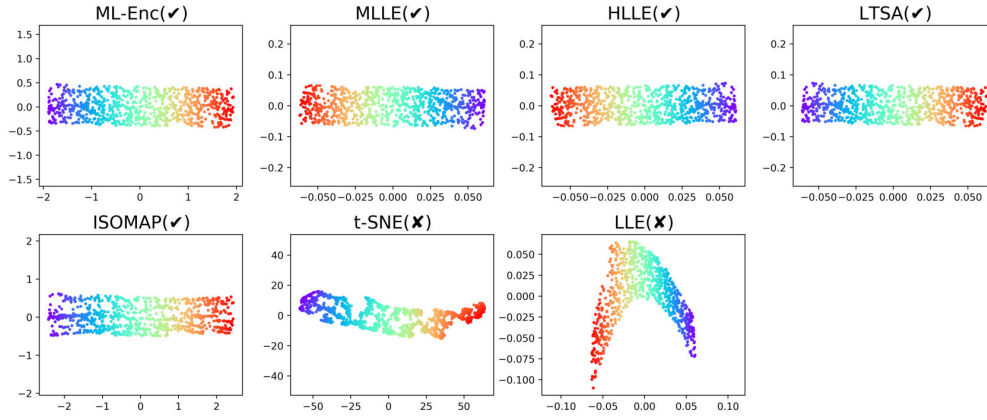 ML-Enc(✔) MLLE(✔) HLLE(✔) LTSA(✔)
1.5 1.0 0.5 0.0 −0.5 −1.0 −1.5
−2 −1 0 1 2
0.2 0.1 0.0 −0.1 −0.2
−0.050 −0.025 0.000 0.025 0.050
0.2 0.1 0.0 −0.1 −0.2
−0.050 −0.025 0.000 0.025 0.050
0.2 0.1 0.0 −0.1 −0.2
−0.050 −0.025 0.000 0.025 0.050
ISOMAP(✔) t-SNE(✘) LLE(✘)
2 1 0 −1 −2
−2 −1 0 1 2
40 20 0 −20 −40
−50 −25 0 25 50
0.050 0.025 0.000 −0.025 −0.050 −0.075 −0.100
−0.10 −0.05 0.00 0.05 0.10